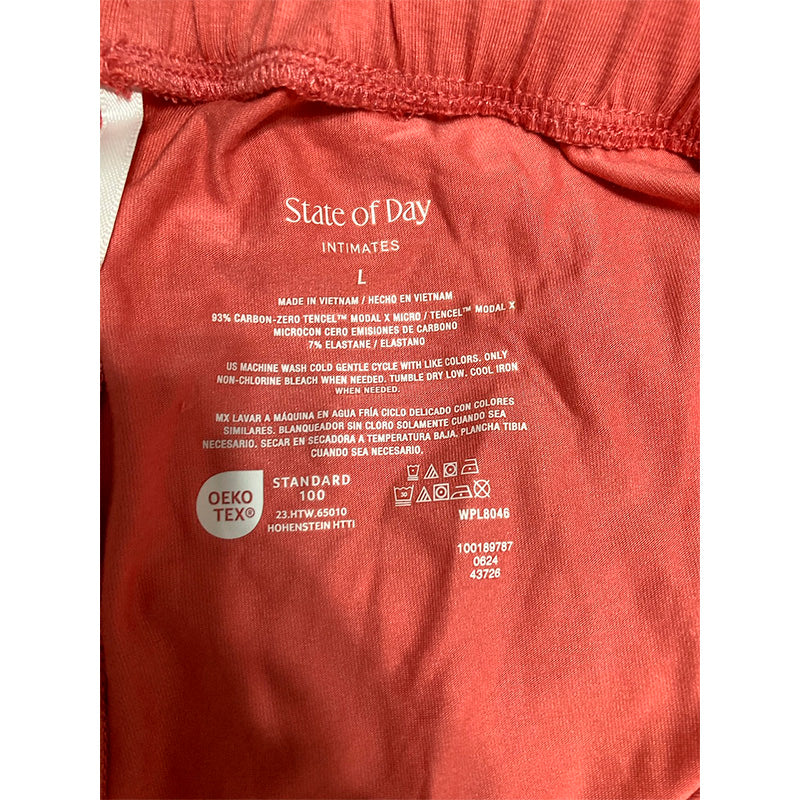 State of Day
INTIMATES
L
MADE IN VIETNAM / HECHO EN VIETNAM
93% CARBON-ZERO TENCEL™ MODAL X MICRO / TENCEL™ MODAL X
MICROCON CERO EMISIONES DE CARBONO
7% ELASTANE / ELASTANO
US MACHINE WASH COLD GENTLE CYCLE WITH LIKE COLORS. ONLY
NON-CHLORINE BLEACH WHEN NEEDED. TUMBLE DRY LOW. COOL IRON
WHEN NEEDED.
MX LAVAR A MÁQUINA EN AGUA FRÍA CICLO DELICADO CON COLORES
SIMILARES. BLANQUEADOR SIN CLORO SOLAMENTE CUANDO SEA
NECESARIO. SECAR EN SECADORA A TEMPERATURA BAJA. PLANCHA TIBIA
CUANDO SEA NECESARIO.
OEKO
TEX®
STANDARD
100
23.HTW.65010
HOHENSTEIN HTTI
30
WPL8046
100189787
0624
43726